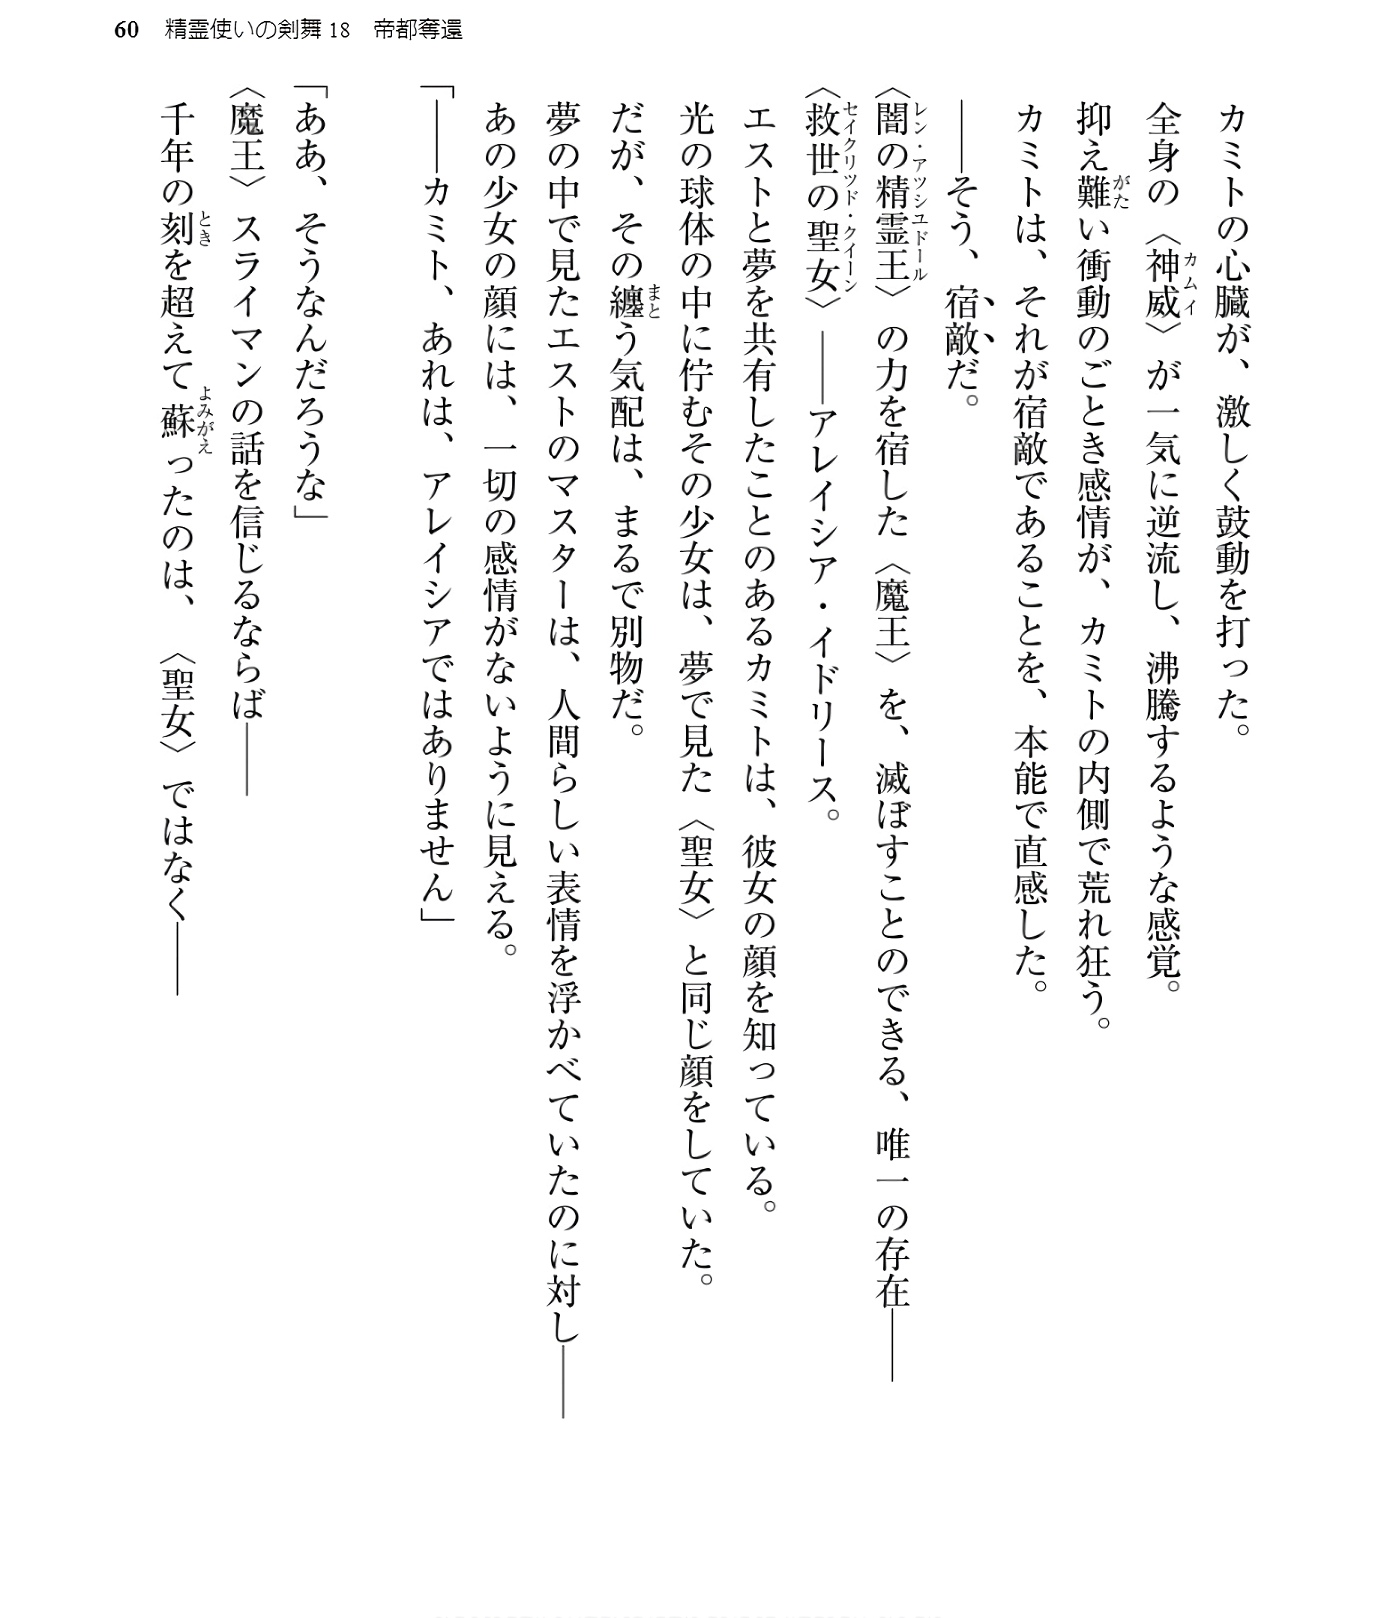 60 精霊使いの剣舞18 帝都奪還
カミトの心臓が、激しく鼓動を打った。
全身の〈神威〉が一気に逆流し、沸騰するような感覚。
カムイ
抑え難い衝動のごとき感情が、カミトの内側で荒れ狂う。
がた
カミトは、それが宿敵であることを、本能で直感した。
――そう、宿敵だ。
〈闇の精霊王〉の力を宿した〈魔王〉を、滅ぼすことのできる、唯一の存在――
レン・アッシュドール
〈救世の聖女〉――アレイシア・イドリース。
セイクリッド・クイーン
エストと夢を共有したことのあるカミトは、彼女の顔を知っている。
光の球体の中に佇むその少女は、夢で見た〈聖女〉と同じ顔をしていた。
だが、その纏う気配は、まるで別物だ。
まと
夢の中で見たエストのマスターは、人間らしい表情を浮かべていたのに対し――
あの少女の顔には、一切の感情がないように見える。
「――カミト、あれは、アレイシアではありません」
「ああ、そうなんだろうな」
〈魔王〉スライマンの話を信じるならば――
千年の刻を超えて蘇ったのは、〈聖女〉ではなく――
とき
よみがえ